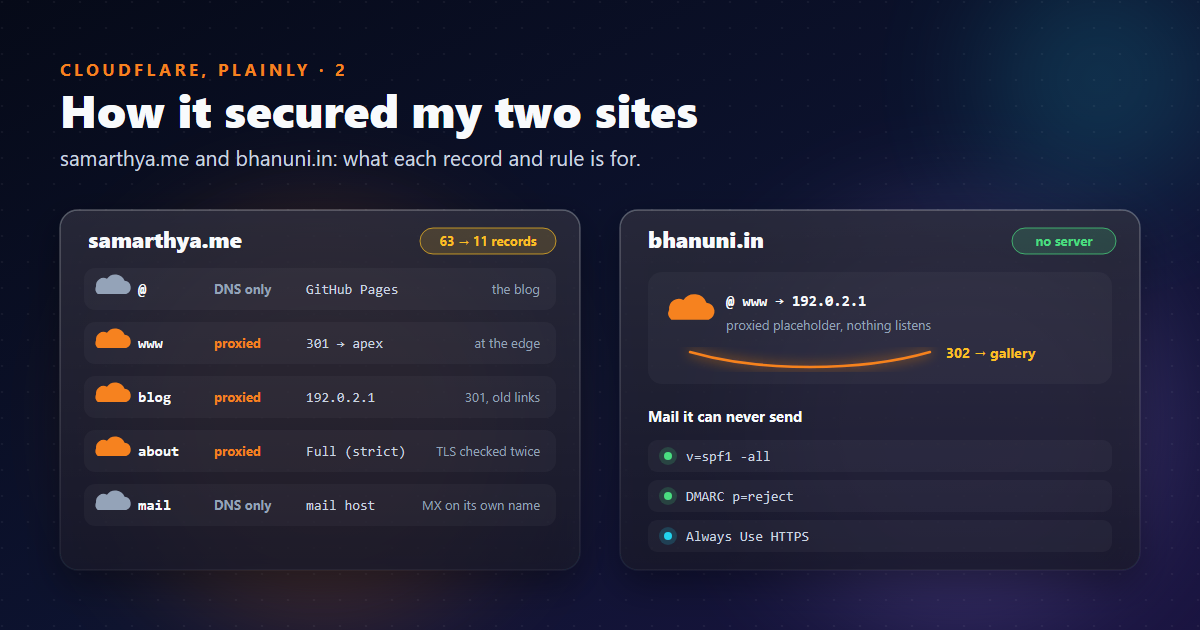 CLOUDFLARE, PLAINLY · 2
How it secured my two sites
samarthya.me and bhanuni.in: what each record and rule is for.
samarthya.me
63 → 11 records
@ DNS only GitHub Pages the blog
www proxied 301 → apex at the edge
blog proxied 192.0.2.1 301, old links
about proxied Full (strict) TLS checked twice
mail DNS only mail host MX on its own name
bhanuni.in
no server
@ www → 192.0.2.1
proxied placeholder, nothing listens
302 → gallery
Mail it can never send
v=spf1 -all
DMARC p=reject
Always Use HTTPS